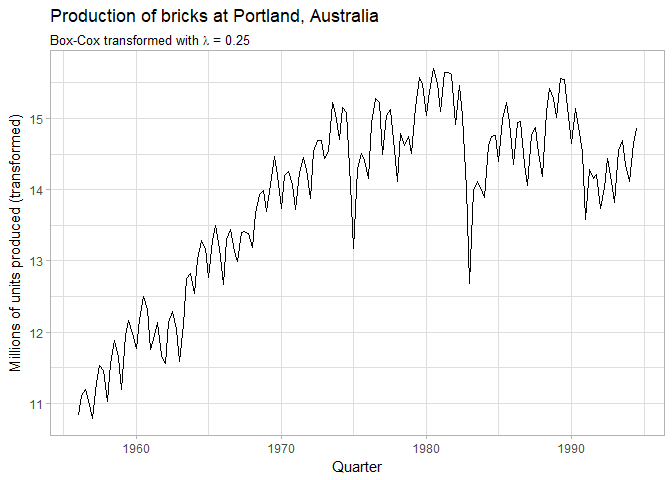 Production of bricks at Portland, Australia
Box-Cox transformed with λ = 0.25
Millions of units produced (transformed)
15
14
13
12
11
1960 1970 1980 1990
Quarter